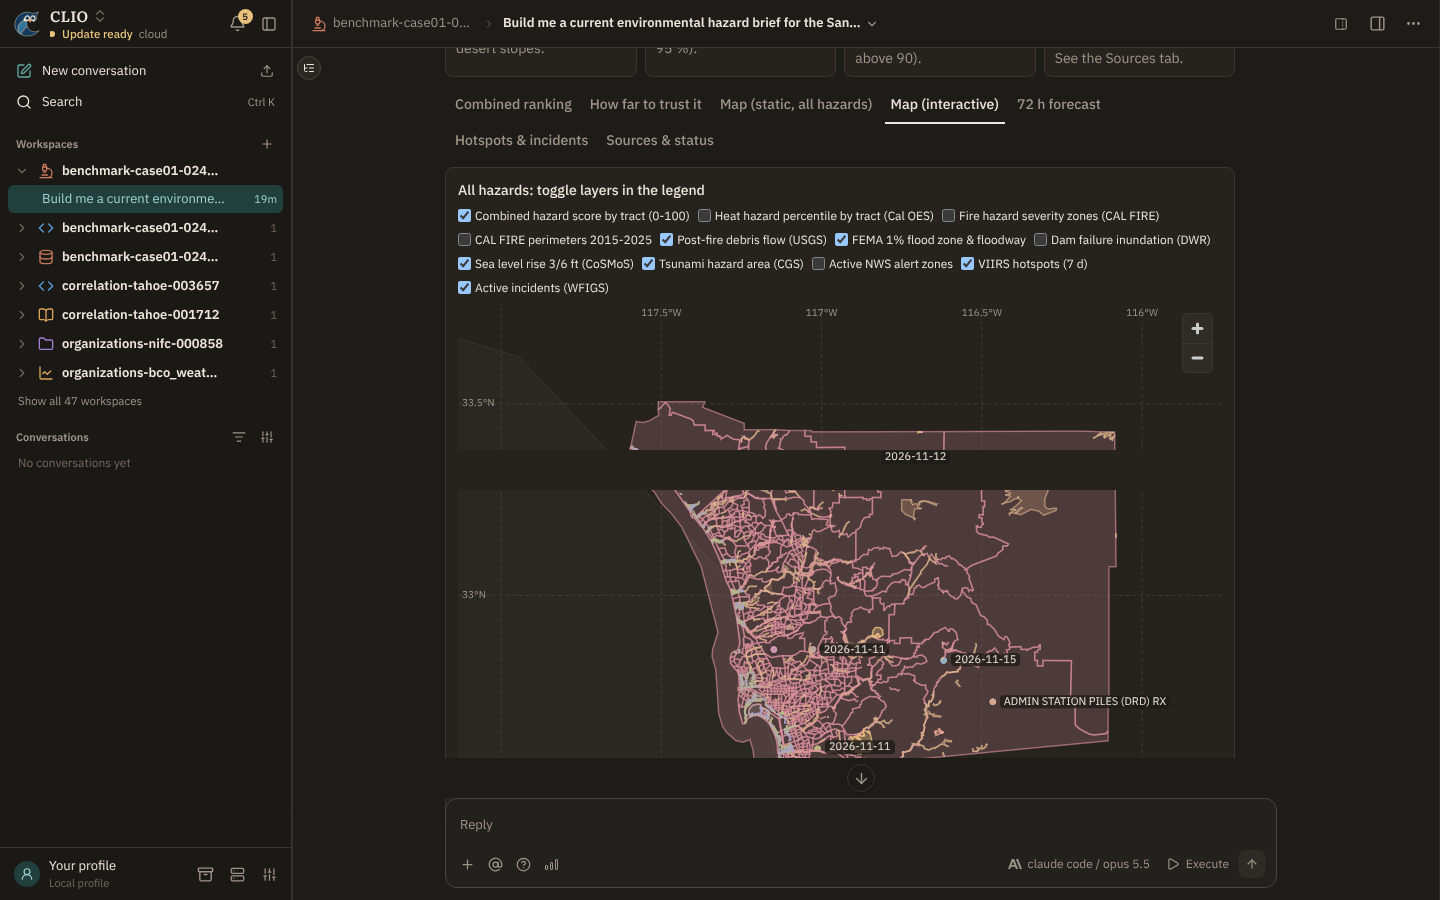 CLIO
Update ready cloud
5
New conversation
Search Ctrl K
Workspaces
benchmark-case01-024...
Build me a current environme... 19m
benchmark-case01-024... 1
benchmark-case01-024... 1
correlation-tahoe-003657 1
correlation-tahoe-001712 1
organizations-nifc-000858 1
organizations-bco_weat... 1
Show all 47 workspaces
Conversations
No conversations yet
Your profile
Local profile
benchmark-case01-0... Build me a current environmental hazard brief for the San...
desert slopes.
95 %).
above 90).
See the Sources tab.
Combined ranking How far to trust it Map (static, all hazards) Map (interactive) 72 h forecast
Hotspots & incidents Sources & status
All hazards: toggle layers in the legend
Combined hazard score by tract (0-100) Heat hazard percentile by tract (Cal OES) Fire hazard severity zones (CAL FIRE)
CAL FIRE perimeters 2015-2025 Post-fire debris flow (USGS) FEMA 1% flood zone & floodway Dam failure inundation (DWR)
Sea level rise 3/6 ft (CoSMoS) Tsunami hazard area (CGS) Active NWS alert zones VIIRS hotspots (7 d)
Active incidents (WFIGS)
117.5°W 117°W 116.5°W 116°W
33.5°N
2026-11-12
33°N
2026-11-11
2026-11-15
ADMIN STATION PILES (DRD) RX
2026-11-11
Reply
claude code / opus 5.5 Execute